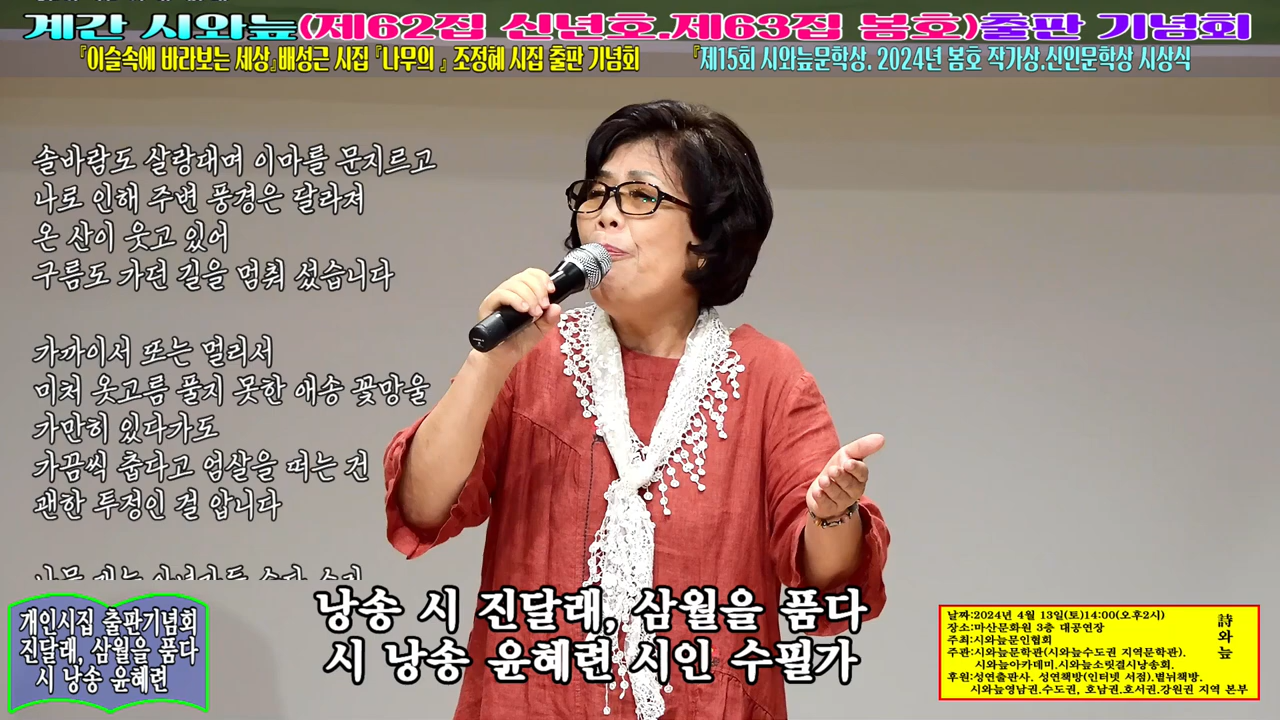 계간 시와늪(제62집 신년호.제63집 봄호)출판 기념회
『이슬속에 바라보는 세상』배성근 시집 『나무의 』 조정혜 시집 출판 기념회
『제15회 시와늪문학상. 2024년 봄호 작가상.신인문학상 시상식
솔바람도 살랑대며 이마를 문지르고
나로 인해 주변 풍경은 달라져
온 산이 웃고 있어
구름도 가던 길을 멈춰 섰습니다
가까이서 또는 멀리서
미처 옷고름 풀지 못한 애송 꽃망울
가만히 있다가도
가끔씩 춥다고 엄살을 떠는 건
괜한 투정인 걸 압니다
낭송 시 진달래, 삼월을 품다
시 낭송 윤혜련 시인 수필가
개인시집 출판기념회
진달래, 삼월을 품다
시 낭송 윤혜련
날짜:2024년 4월 13일(토)14:00(오후2시)
장소:마산문화원 3층 대공연장
주최:시와늪문인협회
주관:시와늪문학관(시와늪수도권 지역문학관).
시와늪아카데미.시와늪소릿결시낭송회.
후원:성연출판사. 성연책방(인터넷 서점).별뉘책방.
시와늪영남권.수도권, 호남권.호서권.강원권 지역 본부
詩와늪